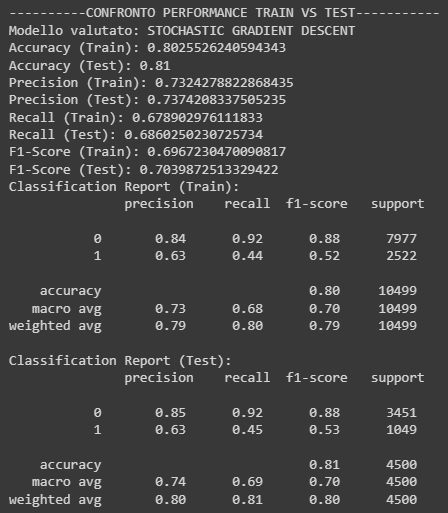 ----------CONFRONTO PERFORMANCE TRAIN VS TEST-----------
Modello valutato: STOCHASTIC GRADIENT DESCENT
Accuracy (Train): 0.8025526240594343
Accuracy (Test): 0.81
Precision (Train): 0.7324278822868435
Precision (Test): 0.7374208337505235
Recall (Train): 0.678902976111833
Recall (Test): 0.6860250230725734
F1-Score (Train): 0.6967230470090817
F1-Score (Test): 0.7039872513329422
Classification Report (Train):
precision recall f1-score support
0 0.84 0.92 0.88 7977
1 0.63 0.44 0.52 2522
accuracy 0.80 10499
macro avg 0.73 0.68 0.70 10499
weighted avg 0.79 0.80 0.79 10499
Classification Report (Test):
precision recall f1-score support
0 0.85 0.92 0.88 3451
1 0.63 0.45 0.53 1049
accuracy 0.81 4500
macro avg 0.74 0.69 0.70 4500
weighted avg 0.80 0.81 0.80 4500